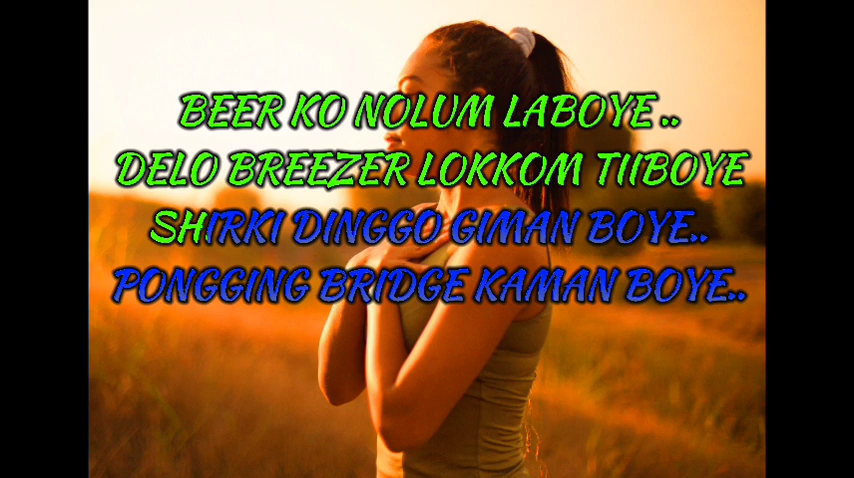 BEER KO NOLUM LABOYE ..
DELO BREEZER LOKKOM TIIBOYE
SHIRKI DINGGO GIMAN BOYE..
PONGGING BRIDGE KAMAN BOYE..